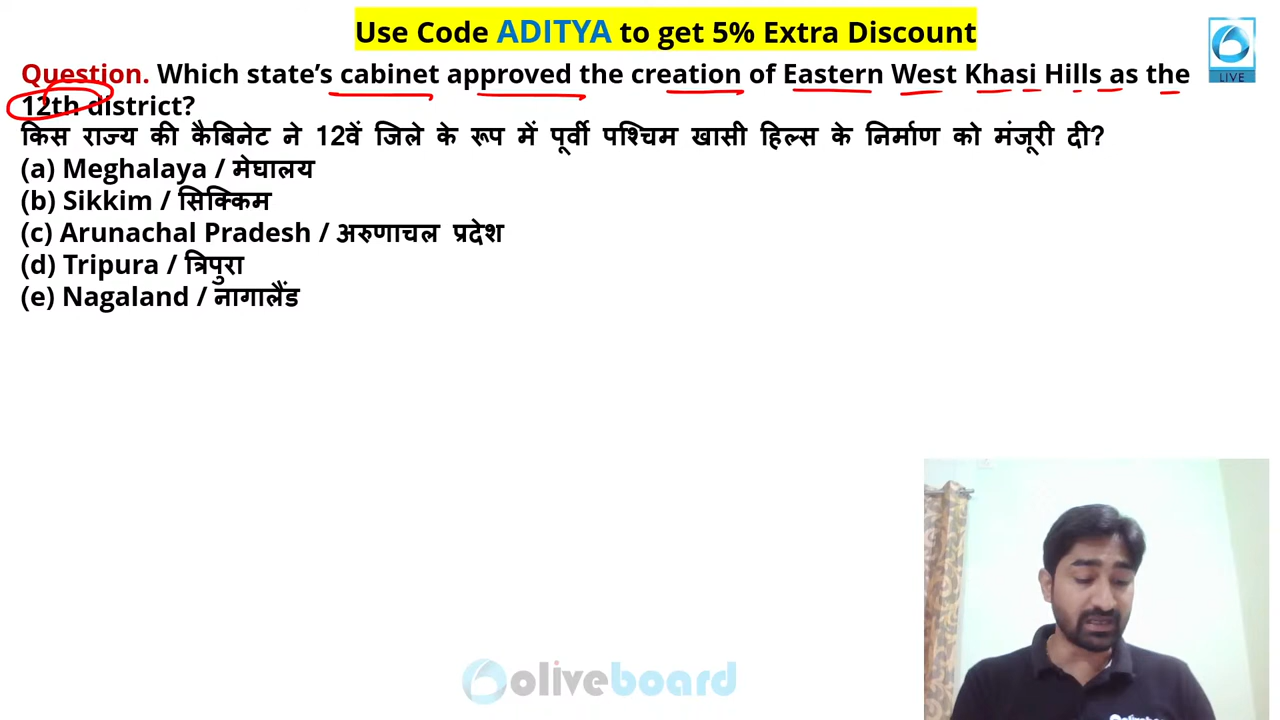 Use Code ADITYA to get 5% Extra Discount
LIVE
Question. Which state’s cabinet approved the creation of Eastern West Khasi Hills as the
12th district?
किस राज्य की कैबिनेट ने 12वें जिले के रूप में पूर्वी पश्चिम खासी हिल्स के निर्माण को मंजूरी दी?
(a) Meghalaya / मेघालय
(b) Sikkim / सिक्किम
(c) Arunachal Pradesh / अरुणाचल प्रदेश
(d) Tripura / त्रिपुरा
(e) Nagaland / नागालैंड
oliveboard